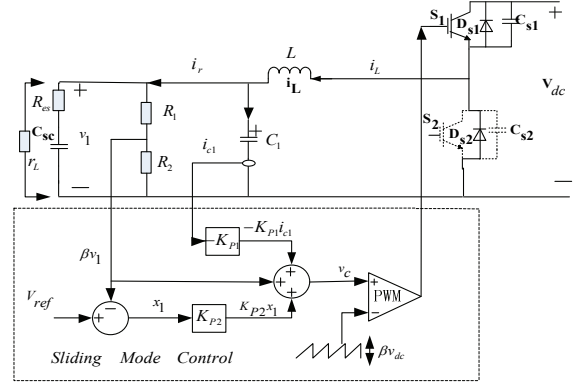 S1
Ds1
Cs1
+
ir
L
iL
iL
Vdc
Res
Csc
v1
+
R1
R2
+
C1
rL
S2
Ds2
Cs2
ic1
−
−
−KP1
−KP1ic1
βv1
+
+
+
vc
+
−
PWM
Vref
+
−
x1
KP2
KP2x1
βvdc
Sliding Mode Control